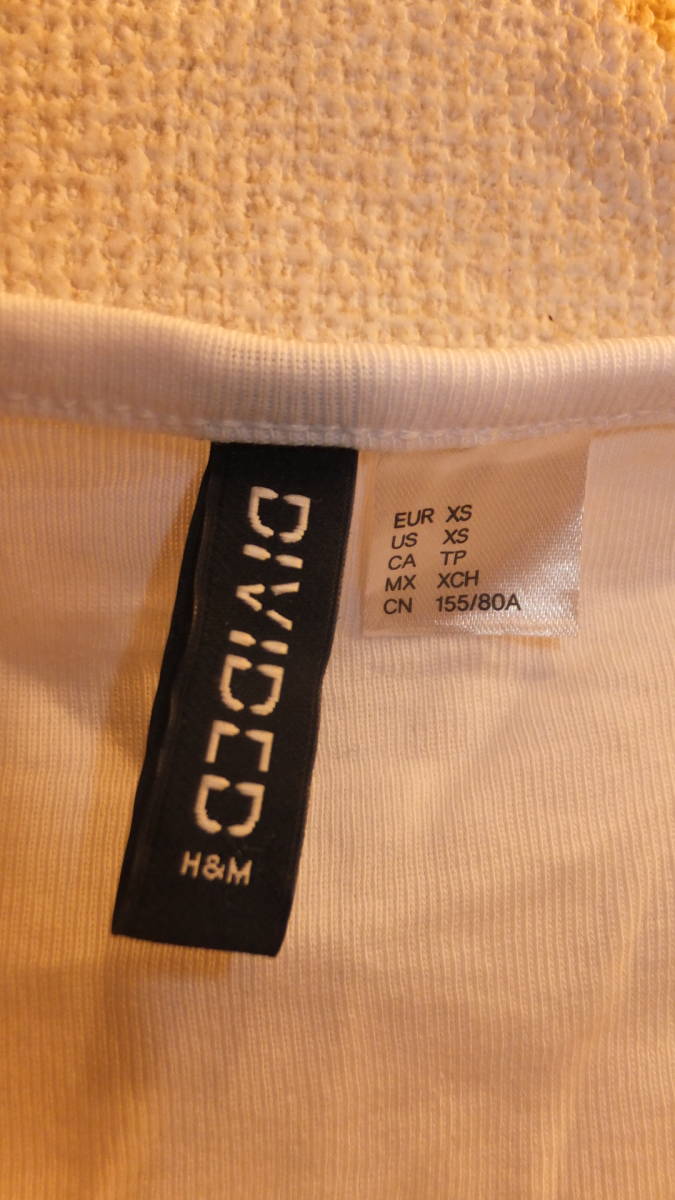 DIVIDED
H&M
EUR XS
US XS
CA TP
MX XCH
CN 155/80A